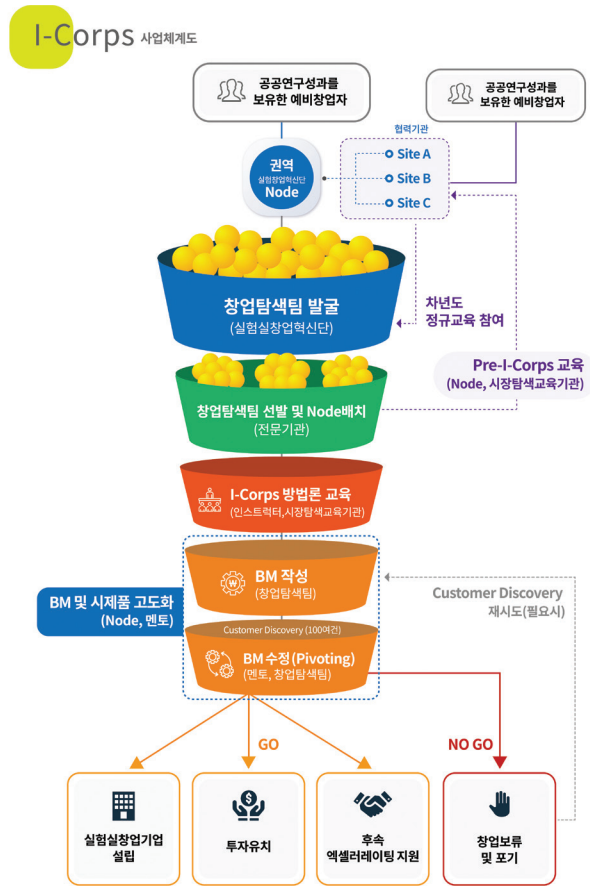 I-Corps 사업체계도
공공연구성과를
보유한 예비창업자
공공연구성과를
보유한 예비창업자
협력기관
권역
실험창업혁신단
Node
Site A
Site B
Site C
창업탐색팀 발굴
(실험실창업혁신단)
차년도
정규교육 참여
Pre-I-Corps 교육
(Node, 시장탐색교육기관)
창업탐색팀 선발 및 Node배치
(전문기관)
I-Corps 방법론 교육
(인스트럭터,시장탐색교육기관)
BM 작성
(창업탐색팀)
BM 및 시제품 고도화
(Node, 멘토)
Customer Discovery
재시도(필요시)
Customer Discovery (100여건)
BM 수정(Pivoting)
(멘토, 창업탐색팀)
GO
NO GO
실험실창업기업
설립
투자유치
후속
엑셀러레이팅 지원
창업보류
및 포기